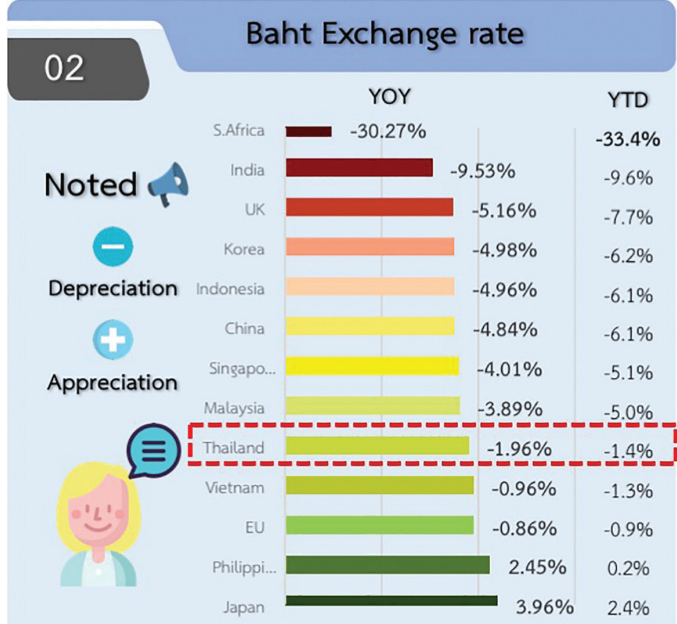 Baht Exchange rate
02
YOY YTD
S.Africa -30.27% -33.4%
India -9.53% -9.6%
Noted
UK -5.16% -7.7%
Korea -4.98% -6.2%
Depreciation
Indonesia -4.96% -6.1%
China -4.84% -6.1%
Singapo... -4.01% -5.1%
Appreciation
Malaysia -3.89% -5.0%
Thailand -1.96% -1.4%
Vietnam -0.96% -1.3%
EU -0.86% -0.9%
Philippi... 2.45% 0.2%
Japan 3.96% 2.4%